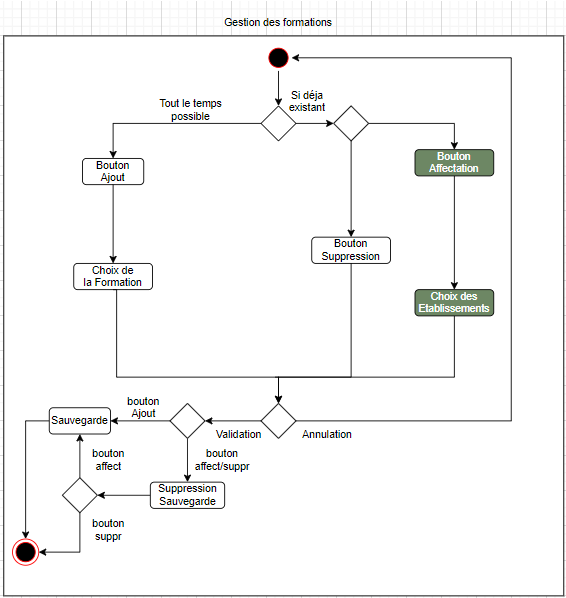 Gestion des formations
Si déja
existant
Tout le temps
possible
Bouton
Ajout
Bouton
Affectation
Bouton
Suppression
Choix de
la Formation
Choix des
Etablissements
bouton
Ajout
Sauvegarde
Validation
Annulation
bouton
affect
bouton
affect/suppr
Suppression
Sauvegarde
bouton
suppr